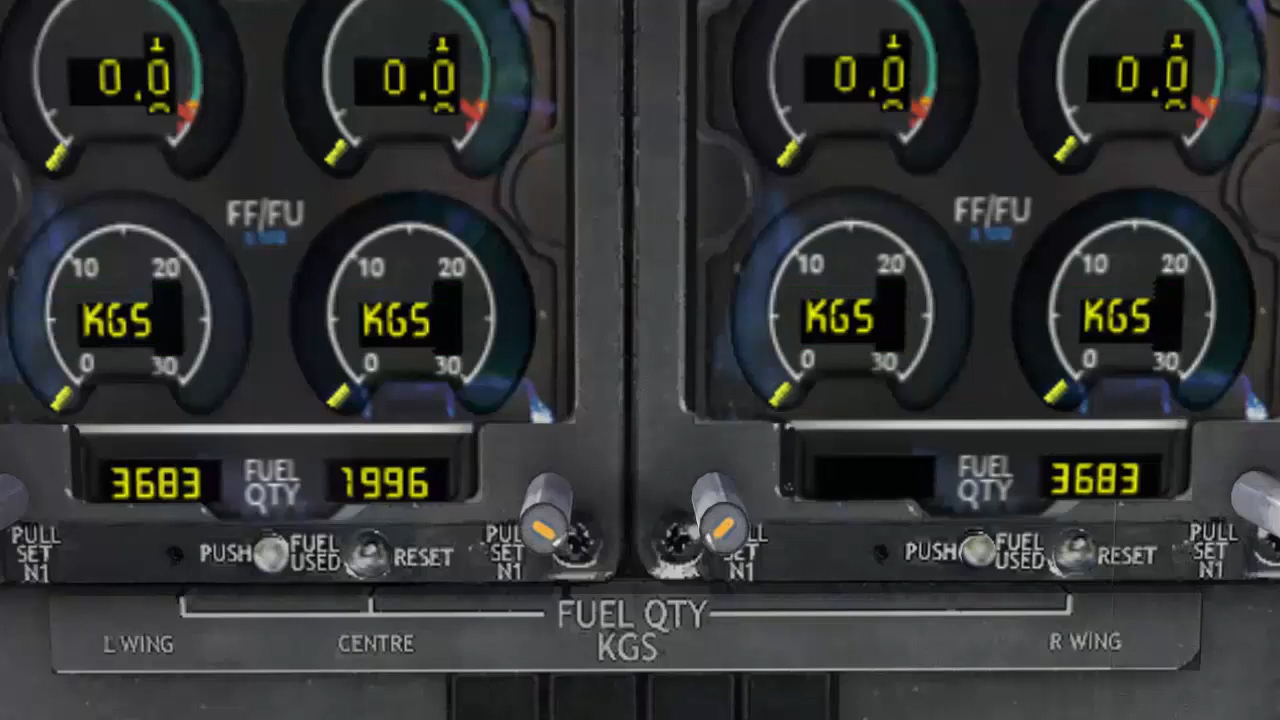 0.0 0.0 0.0 0.0
FF/FU FF/FU
10 20 10 20 10 20 10 20
KGS KGS KGS KGS
0 30 0 30 0 30 0 30
3683 FUEL QTY 1996 FUEL QTY 3683
PULL SET N1 PUSH FUEL USED RESET PUL SET N1 LL SET N1 PUSH FUEL USED RESET PULL SET N1
FUEL QTY
L WING CENTRE KGS R WING